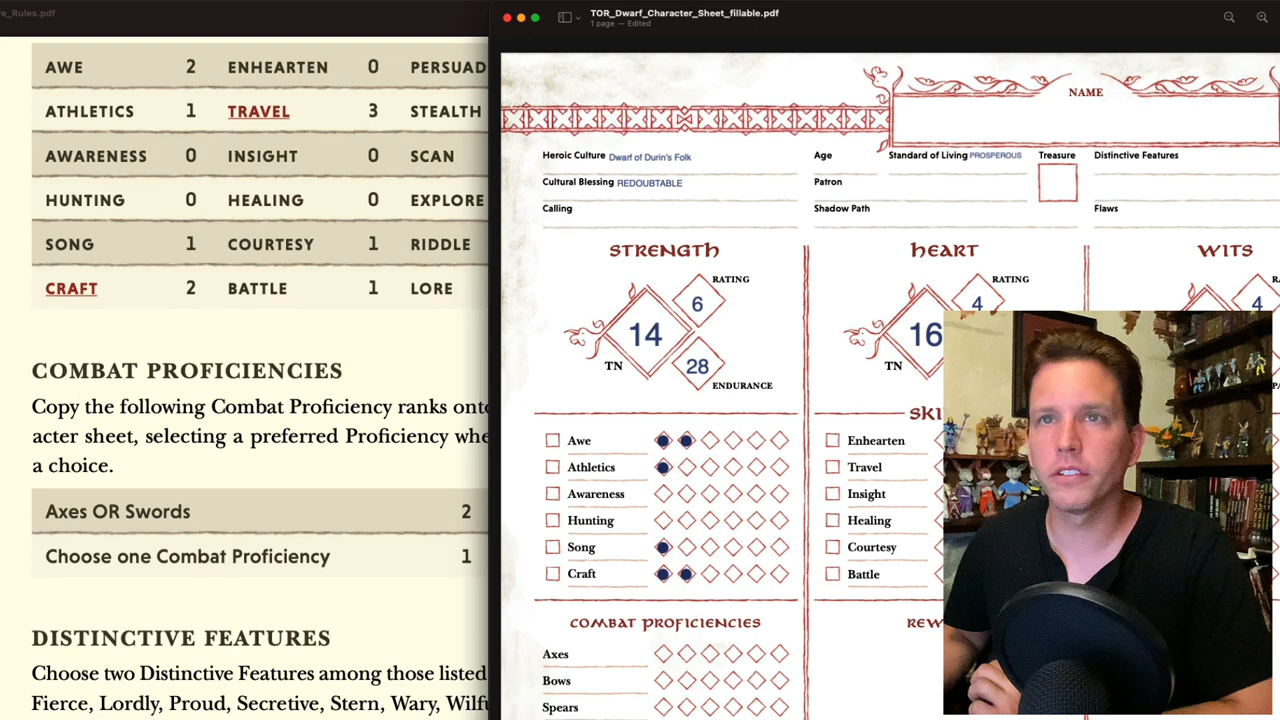 re_Rules.pdf
AWE 2 ENHEARTEN 0 PERSUAD
ATHLETICS 1 TRAVEL 3 STEALTH
AWARENESS 0 INSIGHT 0 SCAN
HUNTING 0 HEALING 0 EXPLORE
SONG 1 COURTESY 1 RIDDLE
CRAFT 2 BATTLE 1 LORE
COMBAT PROFICIENCIES
Copy the following Combat Proficiency ranks onto
acter sheet, selecting a preferred Proficiency whe
a choice.
Axes OR Swords 2
Choose one Combat Proficiency 1
DISTINCTIVE FEATURES
Choose two Distinctive Features among those listed
Fierce, Lordly, Proud, Secretive, Stern, Wary, Wilf
TOR_Dwarf_Character_Sheet_fillable.pdf
1 page — Edited
NAME
Heroic Culture Dwarf of Durin's Folk Age Standard of Living PROSPEROUS Treasure Distinctive Features
Cultural Blessing REDOUBTABLE Patron
Calling Shadow Path Flaws
STRENGTH HEART WITS
RATING RATING RA
6 4 4
14 16
TN 28 TN
ENDURANCE
SKI
Awe Enhearten
Athletics Travel
Awareness Insight
Hunting Healing
Song Courtesy
Craft Battle
COMBAT PROFICIENCIES REW
Axes
Bows
Spears